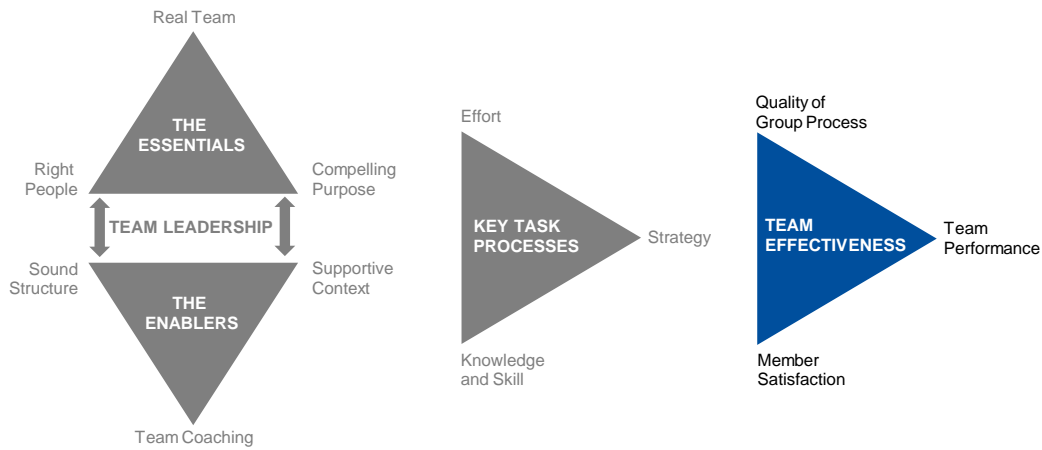 Real Team
THE
ESSENTIALS
Right
People
Compelling
Purpose
TEAM LEADERSHIP
Sound
Structure
Supportive
Context
THE
ENABLERS
Team Coaching
Effort
KEY TASK
PROCESSES
Strategy
Knowledge
and Skill
Quality of
Group Process
TEAM
EFFECTIVENESS
Team
Performance
Member
Satisfaction